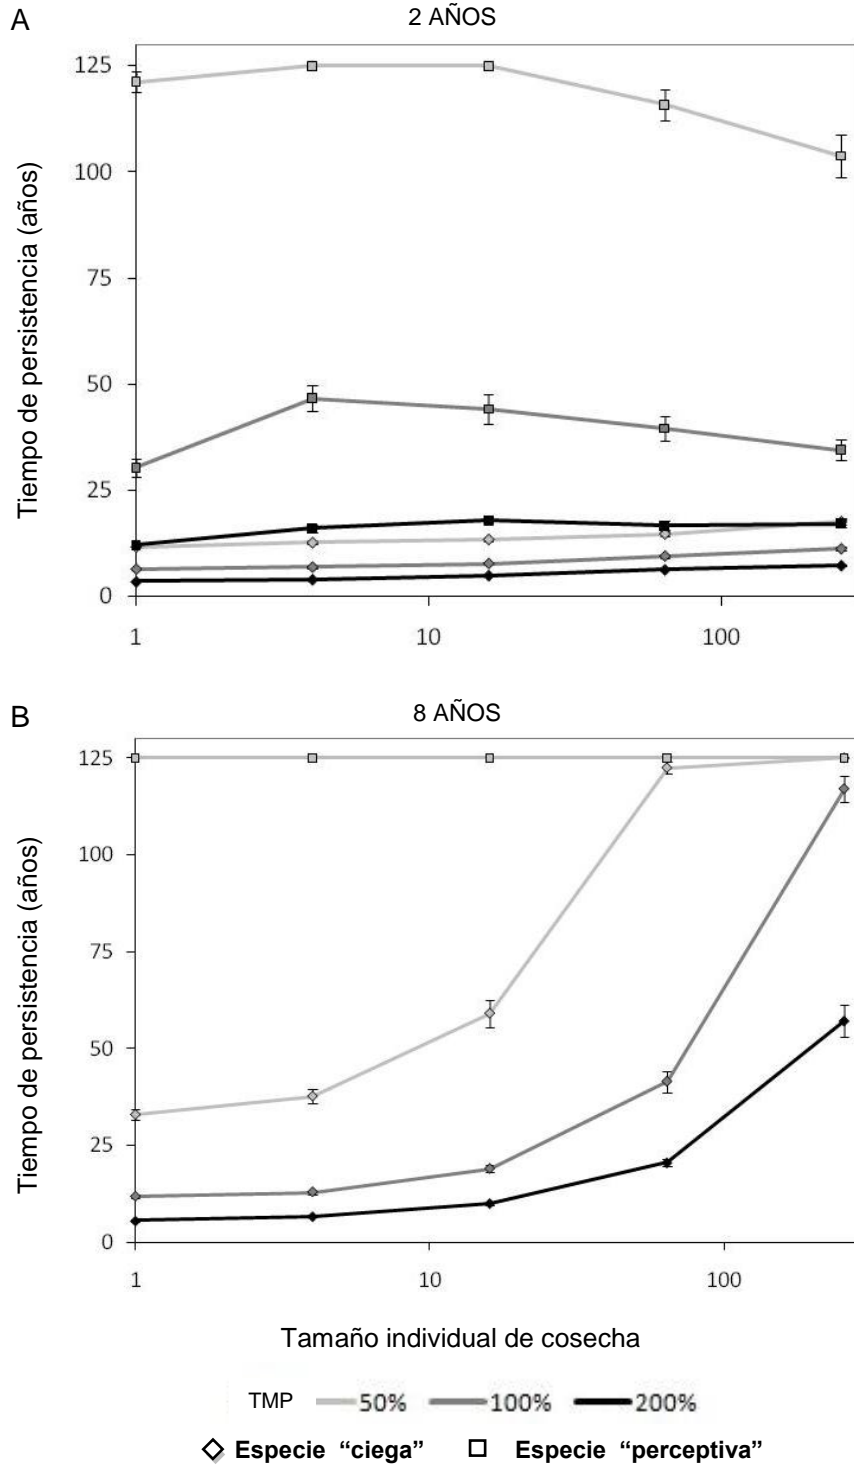 A
2 AÑOS
Tiempo de persistencia (años)
125
100
75
50
25
0
1
10
100
B
8 AÑOS
Tiempo de persistencia (años)
125
100
75
50
25
0
1
10
100
Tamaño individual de cosecha
TMP 50% 100% 200%
Especie “ciega” Especie “perceptiva”